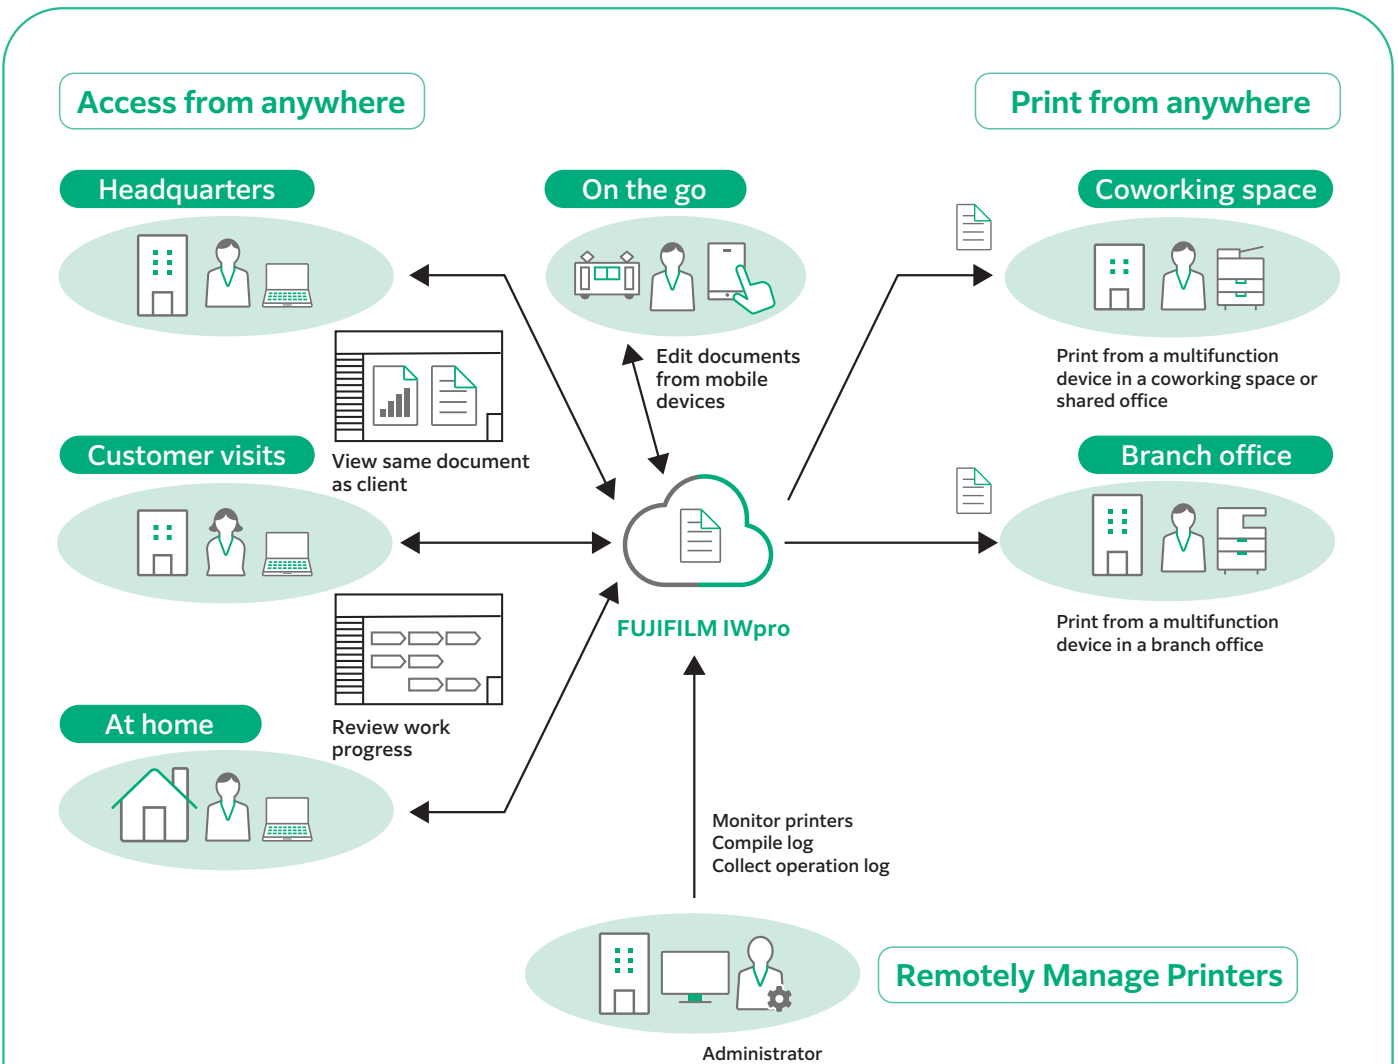 Access from anywhere
Print from anywhere
Headquarters
On the go
Coworking space
Edit documents
from mobile
devices
Print from a multifunction
device in a coworking space or
shared office
Customer visits
View same document
as client
Branch office
FUJIFILM IWpro
Print from a multifunction
device in a branch office
At home
Review work
progress
Monitor printers
Compile log
Collect operation log
Remotely Manage Printers
Administrator